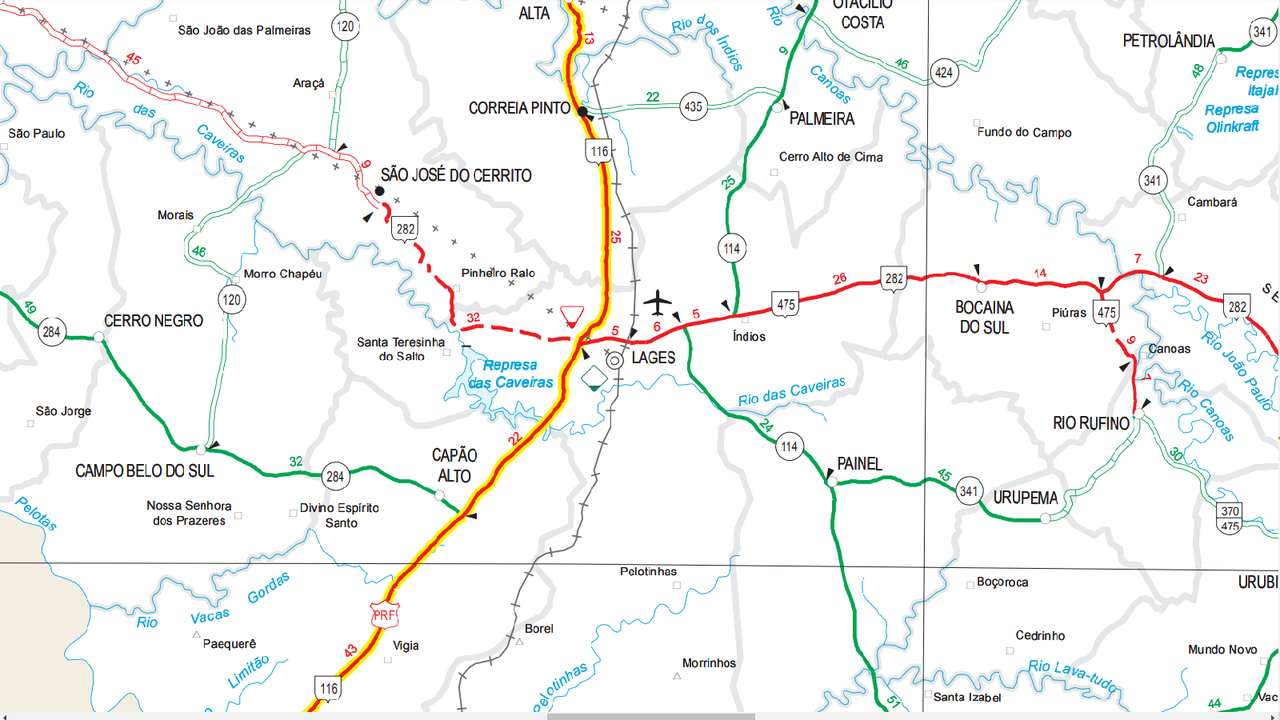 ALTA
13
OTACÍLIO
COSTA
Rio
Rio dos Índios
120
São João das Palmeiras
45
341
PETROLÂNDIA
46
424
48
9
Canoas
Araçá
Rio
das
Caveiras
CORREIA PINTO
22
435
PALMEIRA
Represa
Olinkraft
São Paulo
Fundo do Campo
116
Cerro Alto de Cima
9
SÃO JOSÉ DO CERRITO
25
341
Cambará
Morais
282
46
25
114
Morro Chapéu
Pinheiro Ralo
120
26
282
14
7
23
475
282
49
284
CERRO NEGRO
32
5
6
5
Índios
BOCAINA
DO SUL
Piúras
475
Santa Teresinha
do Salto
LAGES
9
Canoas
Rio João Paulo
Represa
das Caveiras
Rio das Caveiras
7
Rio Canoas
São Jorge
RIO RUFINO
24
22
114
30
CAPÃO
ALTO
CAMPO BELO DO SUL
32
284
PAINEL
45
341
URUPEMA
Nossa Senhora
dos Prazeres
Divino Espírito
Santo
370
475
Pelotas
Pelotinhas
Boçoroca
URUBI
Rio
Vacas
Gordas
PRF
Paequerê
Borel
43
Vigia
Cedrinho
Mundo Novo
Limitão
Morrinhos
Pelotinhas
Rio Lava-tudo
116
Santa Izabel
51
44